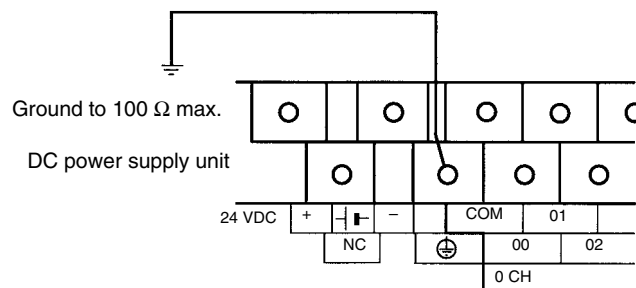 Ground to 100 Ω max.
DC power supply unit
24 VDC + − COM 01
NC 00 02
0 CH